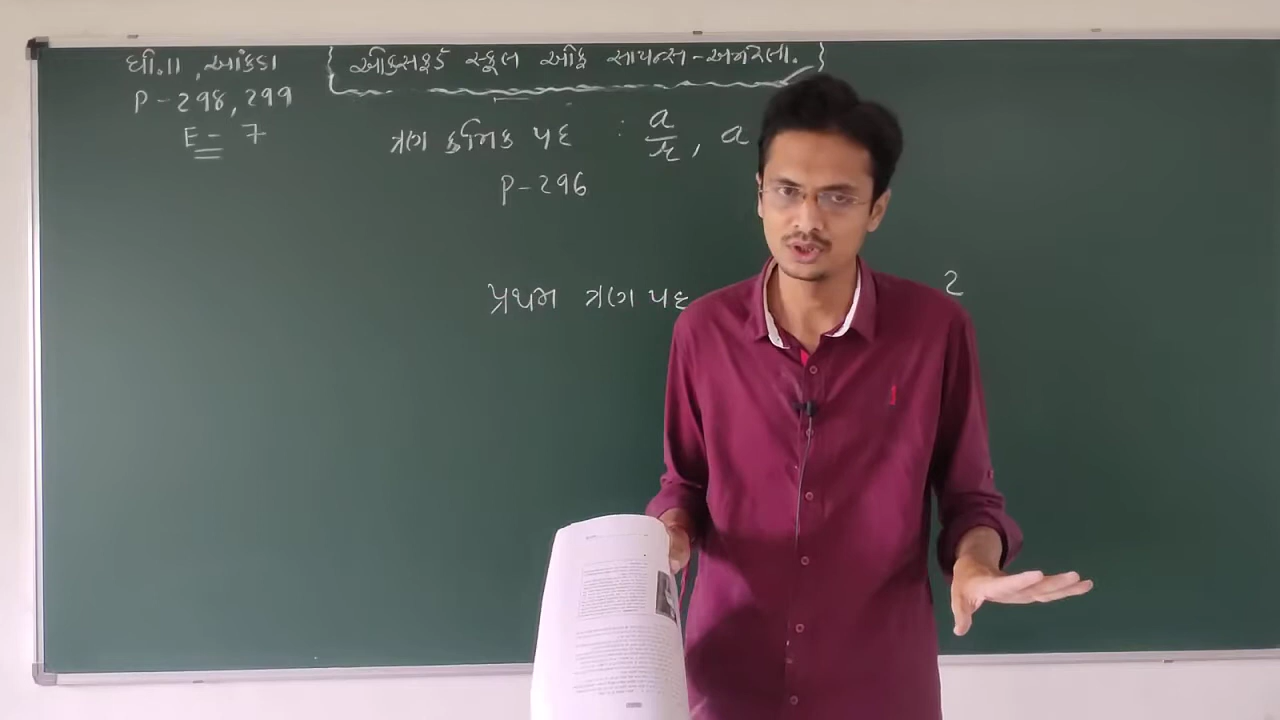 ધો.11, આંકડા
{ ઓક્સફર્ડ સ્કૂલ ઓફ સાયન્સ - અમરેલી. }
P - 298, 299
E = 7
ત્રણ ક્રમિક પદ : a/r, a
P - 296
પ્રથમ ત્રણ પદ
2